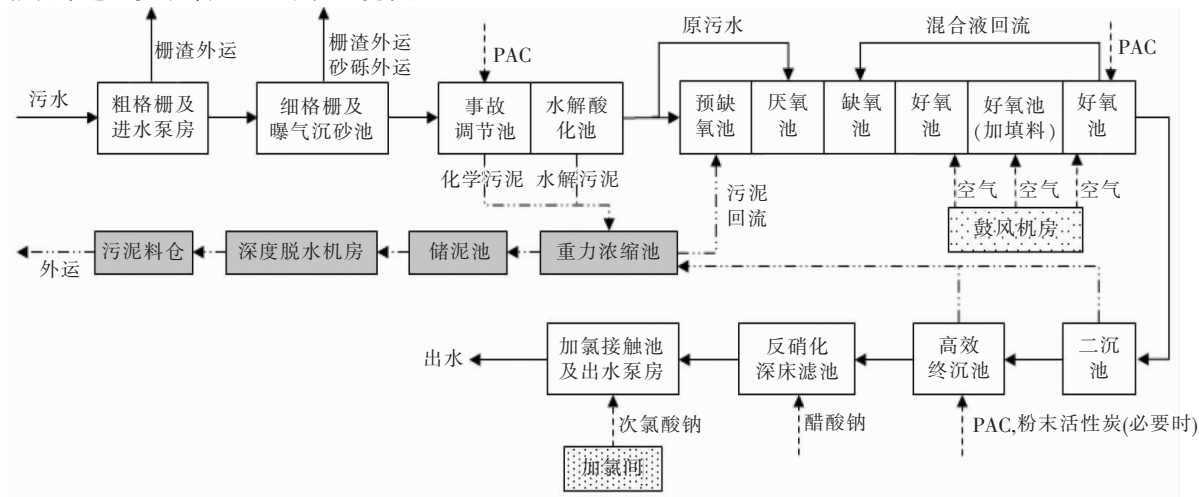 栅渣外运
栅渣外运
砂砾外运
PAC
原污水
混合液回流
PAC
污水
粗格栅及
进水泵房
细格栅及
曝气沉砂池
事故
调节池
水解酸
化池
预缺
氧池
厌氧
池
缺氧
池
好氧
池
好氧池
(加填料)
好氧
池
化学污泥
水解污泥
污泥
回流
空气
空气
空气
鼓风机房
外运
污泥料仓
深度脱水机房
储泥池
重力浓缩池
出水
加氯接触池
及出水泵房
反硝化
深床滤池
高效
终沉池
二沉
池
次氯酸钠
醋酸钠
PAC,粉末活性炭(必要时)
加氯间